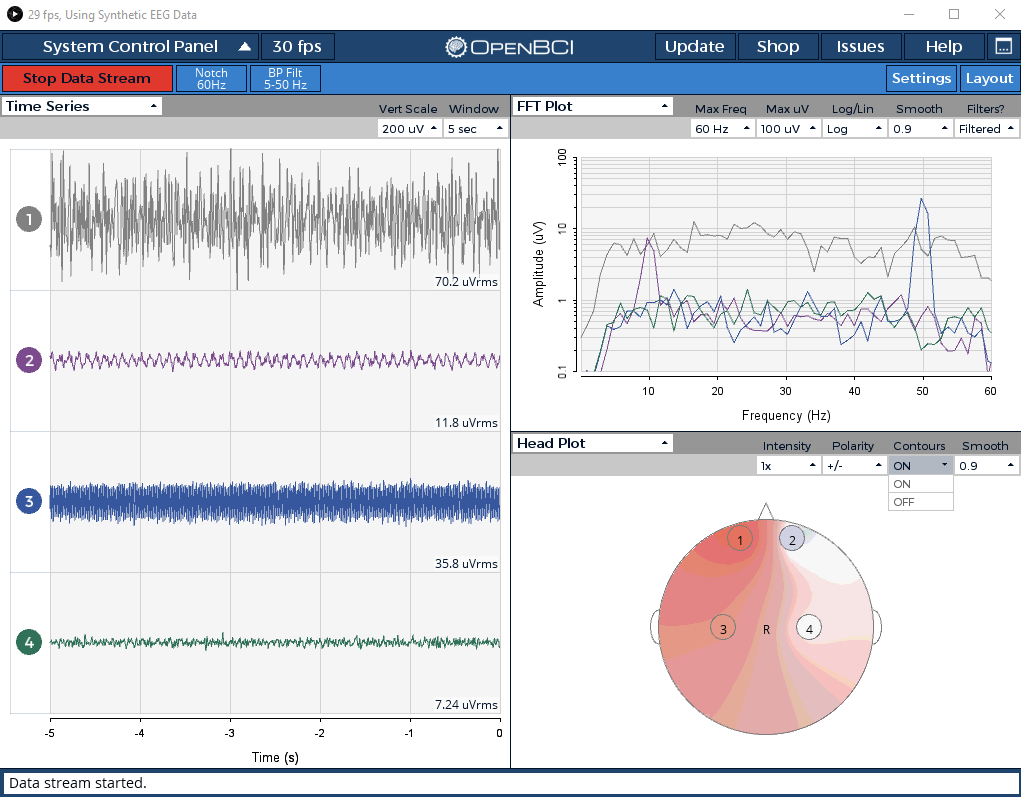 29 fps, Using Synthetic EEG Data
System Control Panel 30 fps OpenBCI Update Shop Issues Help
Stop Data Stream Notch 60Hz BP Filt 5-50 Hz Settings Layout
Time Series
Vert Scale Window
200 uV 5 sec
1
70.2 uVrms
2
11.8 uVrms
3
35.8 uVrms
4
7.24 uVrms
-5 -4 -3 -2 -1 0
Time (s)
FFT Plot
Max Freq Max uV Log/Lin Smooth Filters?
60 Hz 100 uV Log 0.9 Filtered
100
10
1
0.1
Amplitude (uV)
10 20 30 40 50 60
Frequency (Hz)
Head Plot
Intensity Polarity Contours Smooth
1x +/- ON 0.9
ON
OFF
1 2
3 R 4
Data stream started.